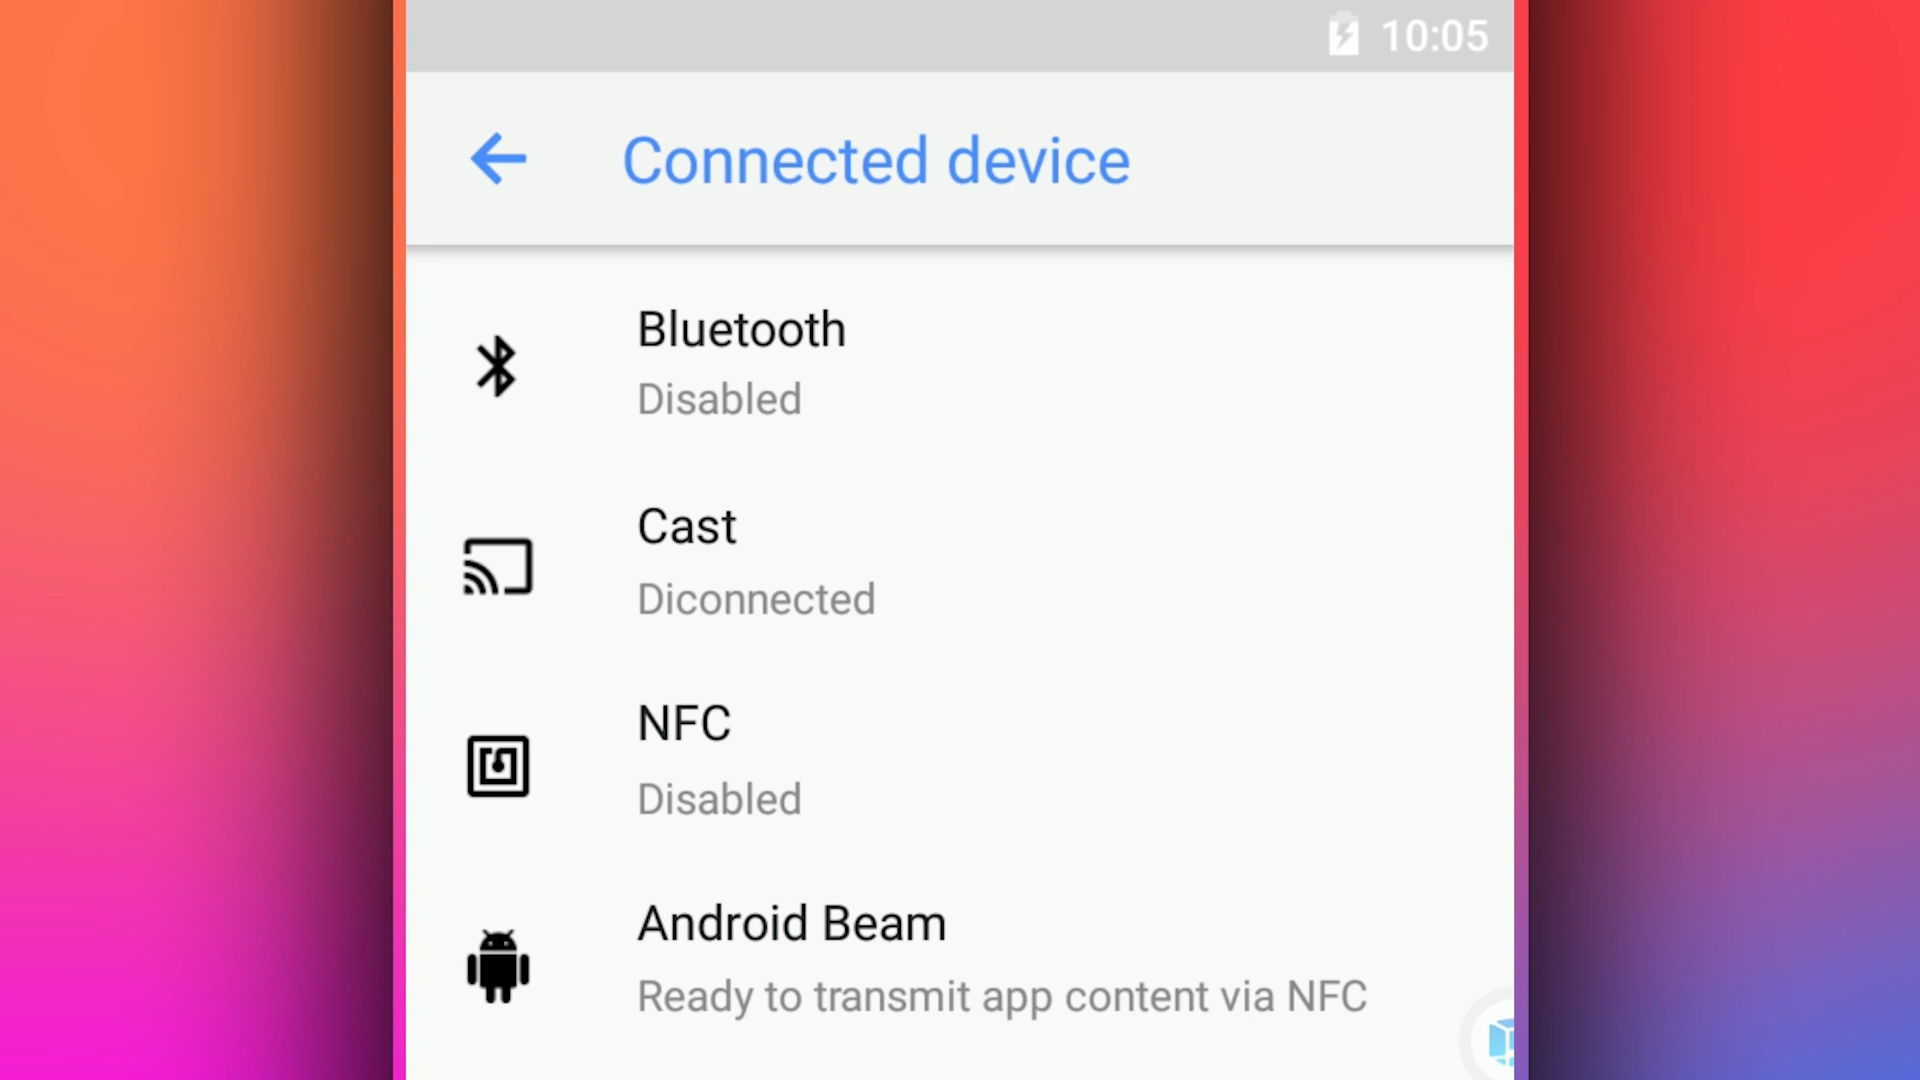 10:05
Connected device
Bluetooth
Disabled
Cast
Diconnected
NFC
Disabled
Android Beam
Ready to transmit app content via NFC